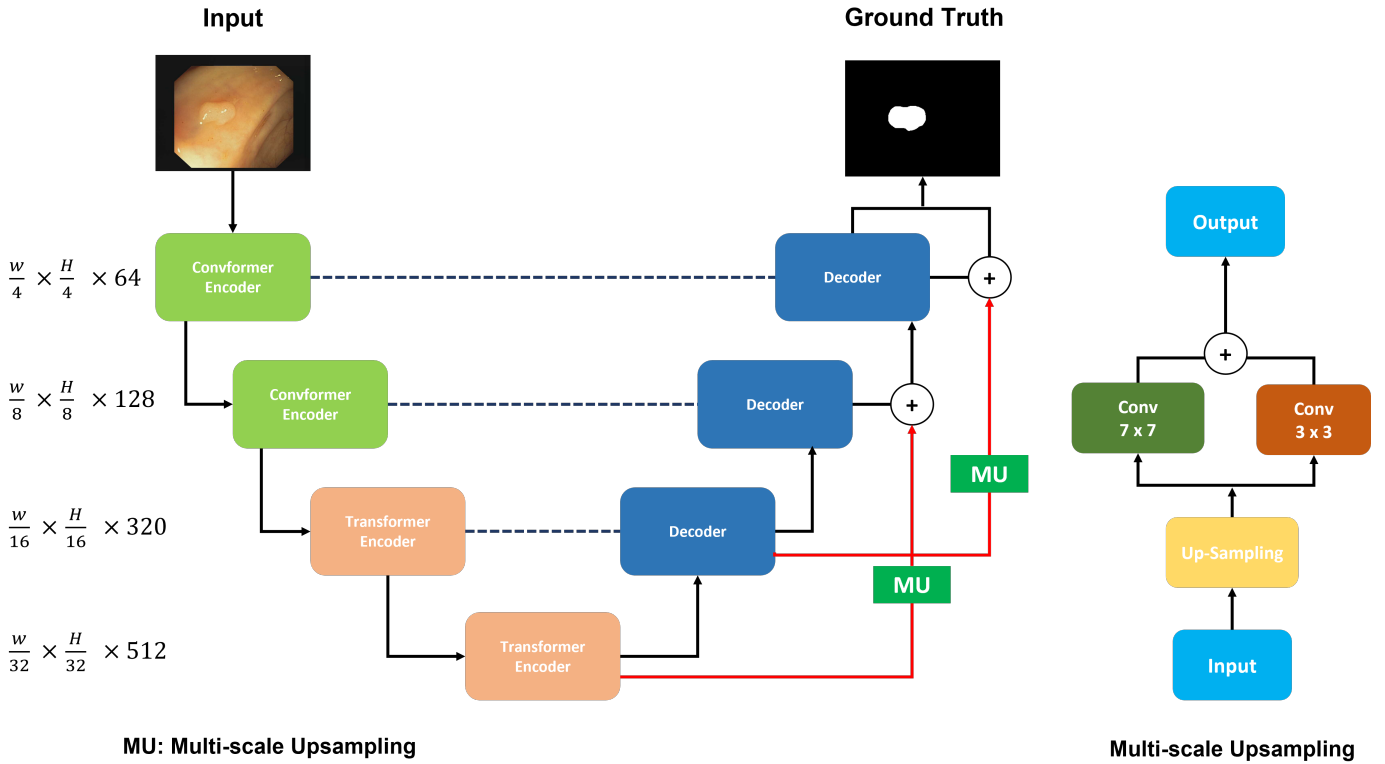 Input
Ground Truth
w/4 × H/4 × 64
Convformer
Encoder
Decoder
+
w/8 × H/8 × 128
Convformer
Encoder
Decoder
+
w/16 × H/16 × 320
Transformer
Encoder
Decoder
MU
MU
w/32 × H/32 × 512
Transformer
Encoder
MU: Multi-scale Upsampling
Output
+
Conv
7 x 7
Conv
3 x 3
Up-Sampling
Input
Multi-scale Upsampling